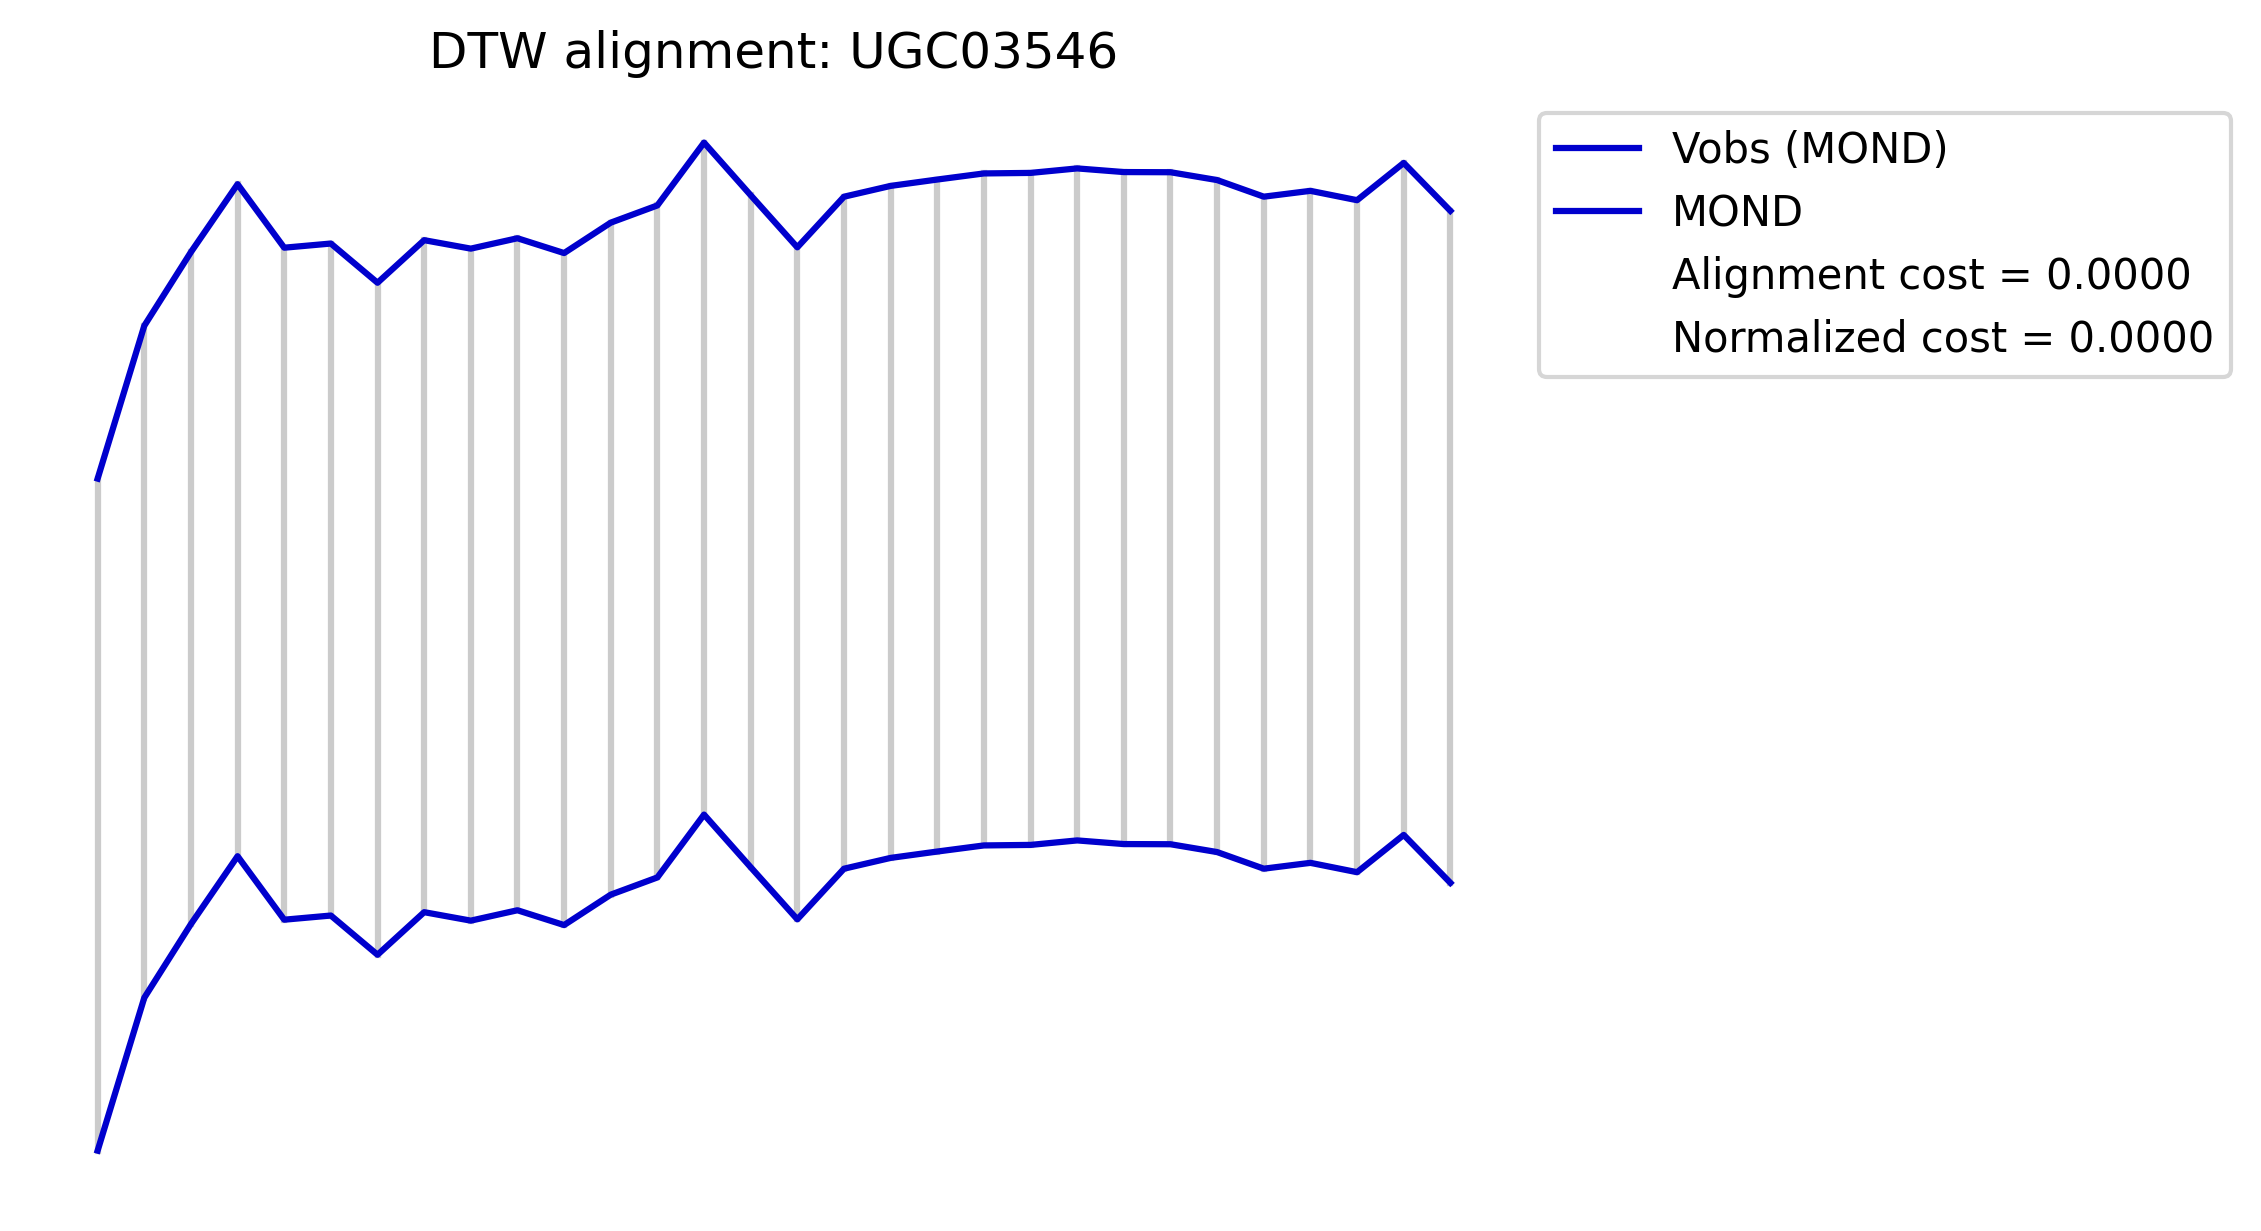 DTW alignment: UGC03546
Vobs (MOND)
MOND
Alignment cost = 0.0000
Normalized cost = 0.0000